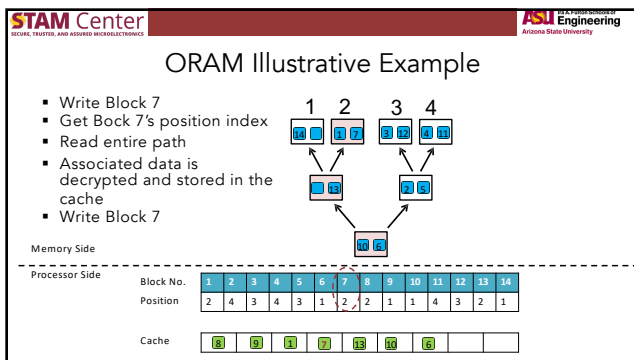 STAM Center
SECURE, TRUSTED, AND ASSURED MICROELECTRONICS
ASU Ira A. Fulton Schools of
Engineering
Arizona State University
ORAM Illustrative Example
▪ Write Block 7
▪ Get Bock 7's position index
▪ Read entire path
▪ Associated data is
decrypted and stored in the
cache
▪ Write Block 7
1 2 3 4
14 1 7 3 12 4 11
13 2 5
10 6
Memory Side
Processor Side
Block No. 1 2 3 4 5 6 7 8 9 10 11 12 13 14
Position 2 4 3 4 3 1 2 2 1 1 4 3 2 1
Cache 8 9 1 7 13 10 6